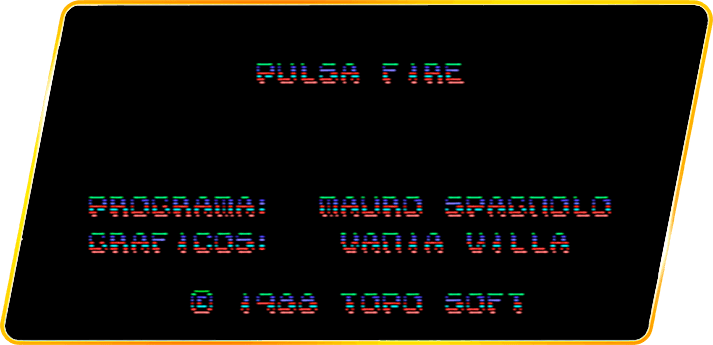 PULSA FIRE
PROGRAMA: MAURO SPAGNOLO
GRAFICOS: VANIA VILLA
© 1988 TOPO SOFT